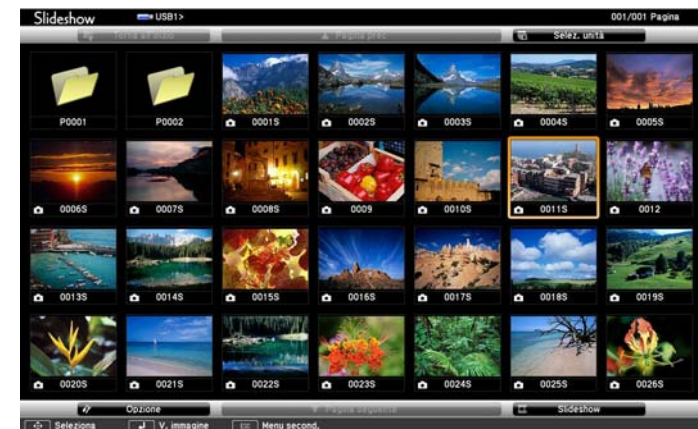 Slideshow USB1> 001/001 Pagina
Torna all'inizio Pagina prec. Selez. unità
P0001 P0002 0001S 0002S 0003S 0004S 0005S
0006S 0007S 0008S 0009 0010S 0011S 0012
0013S 0014S 0015S 0016S 0017S 0018S 0019S
0020S 0021S 0022S 0023S 0024S 0025S 0026S
Opzione Pagina seguente Slideshow
Seleziona V. immagine Menu second.